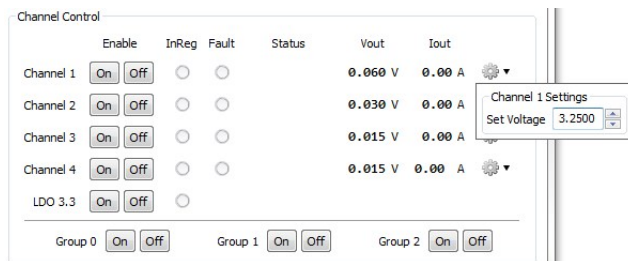 Channel Control
Enable InReg Fault Status Vout Iout
Channel 1 On Off 0.060 V 0.00 A
Channel 2 On Off 0.030 V 0.00 A
Channel 1 Settings
Set Voltage 3.2500
Channel 3 On Off 0.015 V 0.00 A
Channel 4 On Off 0.015 V 0.00 A
LDO 3.3 On Off
Group 0 On Off Group 1 On Off Group 2 On Off